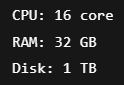 CPU: 16 core
RAM: 32 GB
Disk: 1 TB